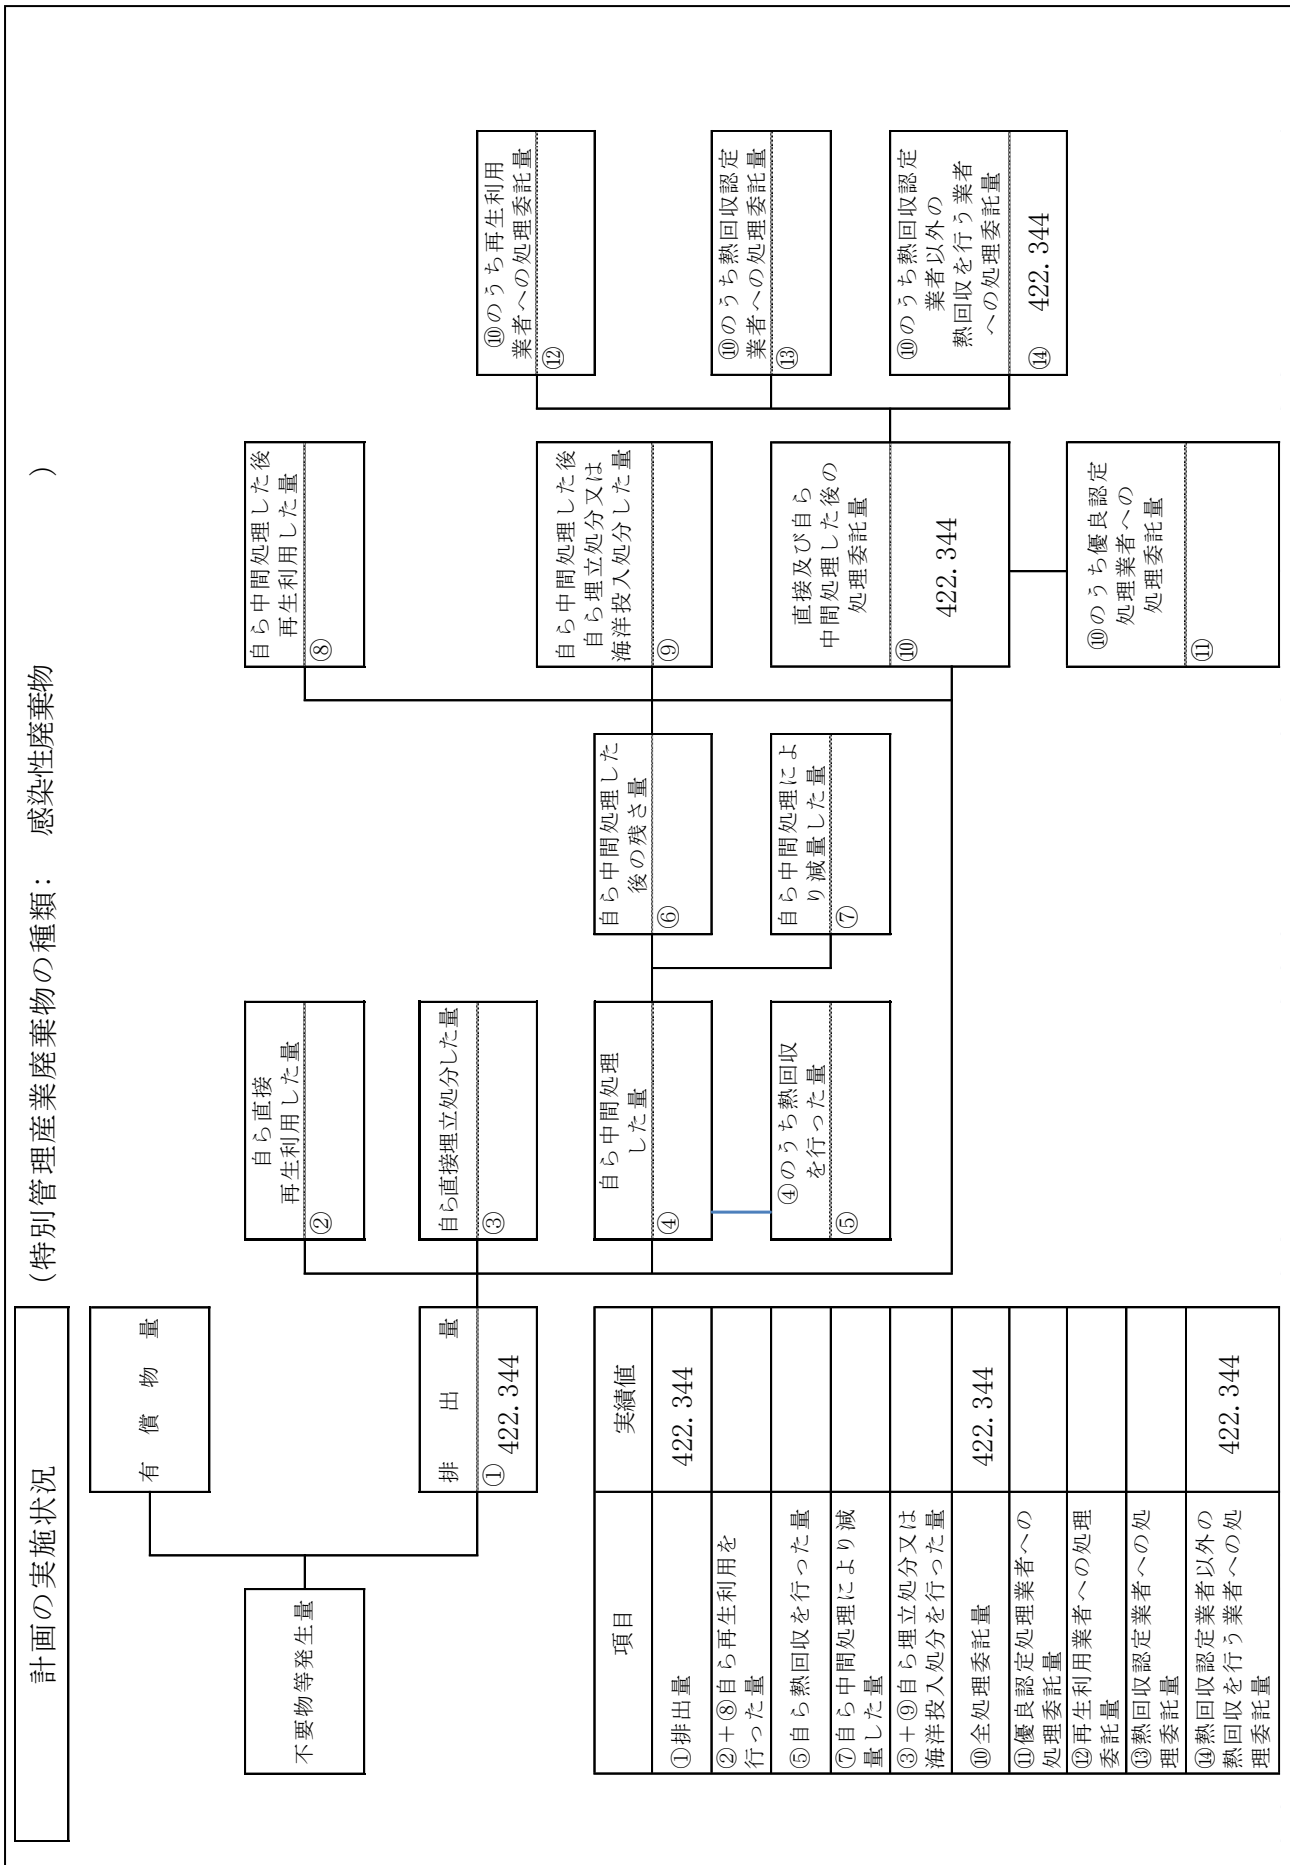 計画の実施状況
（特別管理産業廃棄物の種類： 感染性廃棄物 ）
有償物量
不要物等発生量
排出量
① 422.344
自ら直接
再生利用した量
②
自ら直接埋立処分した量
③
自ら中間処理
した量
④
④のうち熱回収
を行った量
⑤
自ら中間処理した
後の残さ量
⑥
自ら中間処理によ
り減量した量
⑦
自ら中間処理した後
再生利用した量
⑧
自ら中間処理した後
自ら埋立処分又は
海洋投入処分した量
⑨
直接及び自ら
中間処理した後の
処理委託量
⑩
422.344
⑩のうち優良認定
処理業者への
処理委託量
⑪
⑩のうち再生利用
業者への処理委託量
⑫
⑩のうち熱回収認定
業者への処理委託量
⑬
⑩のうち熱回収認定
業者以外の
熱回収を行う業者
への処理委託量
⑭ 422.344
項目 実績値
①排出量 422.344
②＋⑧自ら再生利用を
行った量
⑤自ら熱回収を行った量
⑦自ら中間処理により減
量した量
③＋⑨自ら埋立処分又は
海洋投入処分を行った量
⑩全処理委託量 422.344
⑪優良認定処理業者への
処理委託量
⑫再生利用業者への処理
委託量
⑬熱回収認定業者への処
理委託量
⑭熱回収認定業者以外の
熱回収を行う業者への処
理委託量 422.344